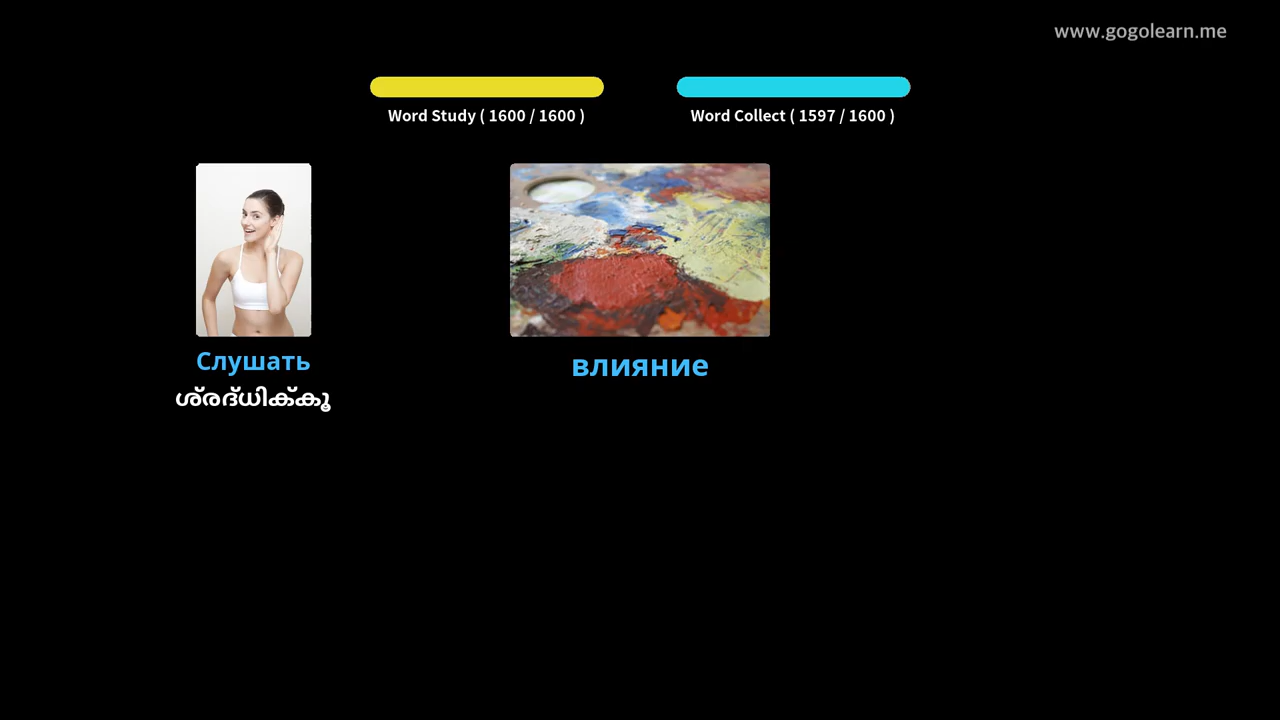 www.gogolearn.me
Word Study ( 1600 / 1600 )
Word Collect ( 1597 / 1600 )
Слушать
ശ്രദ്ധിക്കൂ
влияние